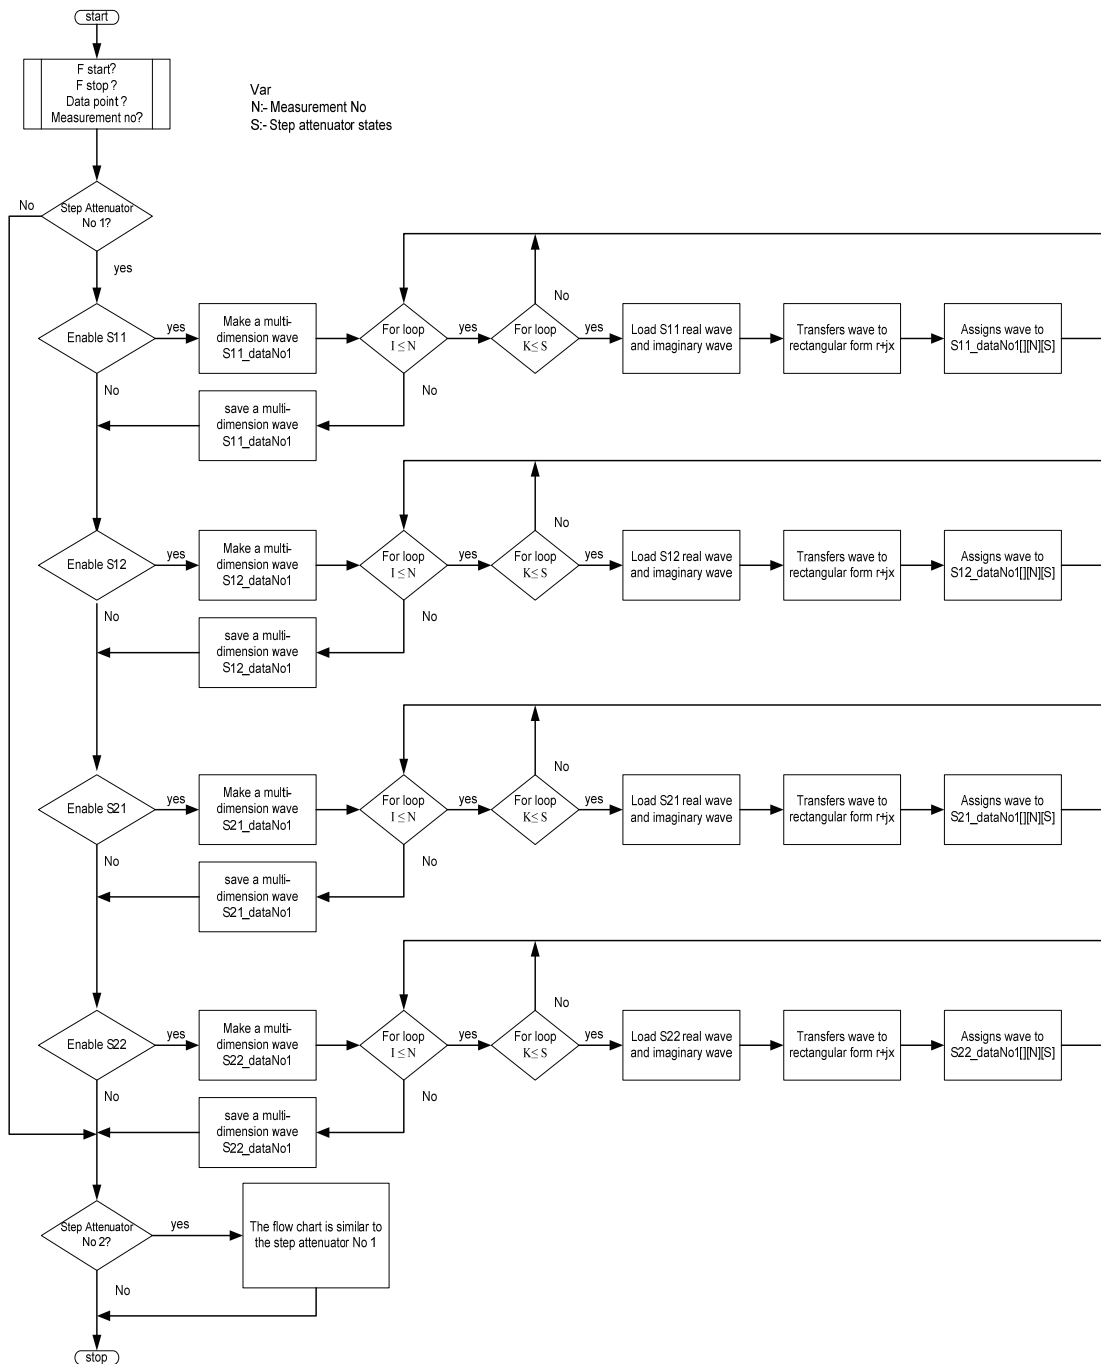 start
F start?
F stop ?
Data point ?
Measurement no?
Var
N:- Measurement No
S:- Step attenuator states
No
Step Attenuator
No 1?
yes
Enable S11
yes
Make a multi-
dimension wave
S11_dataNo1
For loop
I ≤ N
yes
No
For loop
K≤ S
yes
Load S11 real wave
and imaginary wave
Transfers wave to
rectangular form r+jx
Assigns wave to
S11_dataNo1[][N][S]
No
No
save a multi-
dimension wave
S11_dataNo1
Enable S12
yes
Make a multi-
dimension wave
S12_dataNo1
For loop
I ≤ N
yes
No
For loop
K≤ S
yes
Load S12 real wave
and imaginary wave
Transfers wave to
rectangular form r+jx
Assigns wave to
S12_dataNo1[][N][S]
No
No
save a multi-
dimension wave
S12_dataNo1
Enable S21
yes
Make a multi-
dimension wave
S21_dataNo1
For loop
I ≤ N
yes
No
For loop
K≤ S
yes
Load S21 real wave
and imaginary wave
Transfers wave to
rectangular form r+jx
Assigns wave to
S21_dataNo1[][N][S]
No
No
save a multi-
dimension wave
S21_dataNo1
Enable S22
yes
Make a multi-
dimension wave
S22_dataNo1
For loop
I ≤ N
yes
No
For loop
K≤ S
yes
Load S22 real wave
and imaginary wave
Transfers wave to
rectangular form r+jx
Assigns wave to
S22_dataNo1[][N][S]
No
No
save a multi-
dimension wave
S22_dataNo1
Step Attenuator
No 2?
yes
The flow chart is similar to
the step attenuator No 1
No
stop